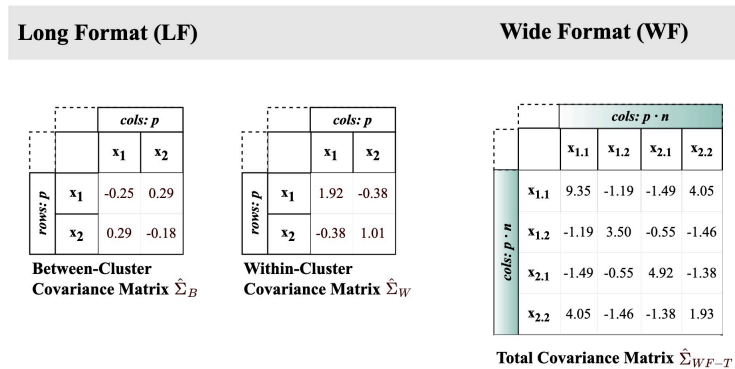 Long Format (LF)
Wide Format (WF)
cols: p
x1 x2
rows: p
x1 -0.25 0.29
x2 0.29 -0.18
Between-Cluster
Covariance Matrix Σ̂B
cols: p
x1 x2
rows: p
x1 1.92 -0.38
x2 -0.38 1.01
Within-Cluster
Covariance Matrix Σ̂W
cols: p · n
x1.1 x1.2 x2.1 x2.2
cols: p · n
x1.1 9.35 -1.19 -1.49 4.05
x1.2 -1.19 3.50 -0.55 -1.46
x2.1 -1.49 -0.55 4.92 -1.38
x2.2 4.05 -1.46 -1.38 1.93
Total Covariance Matrix Σ̂WF−T